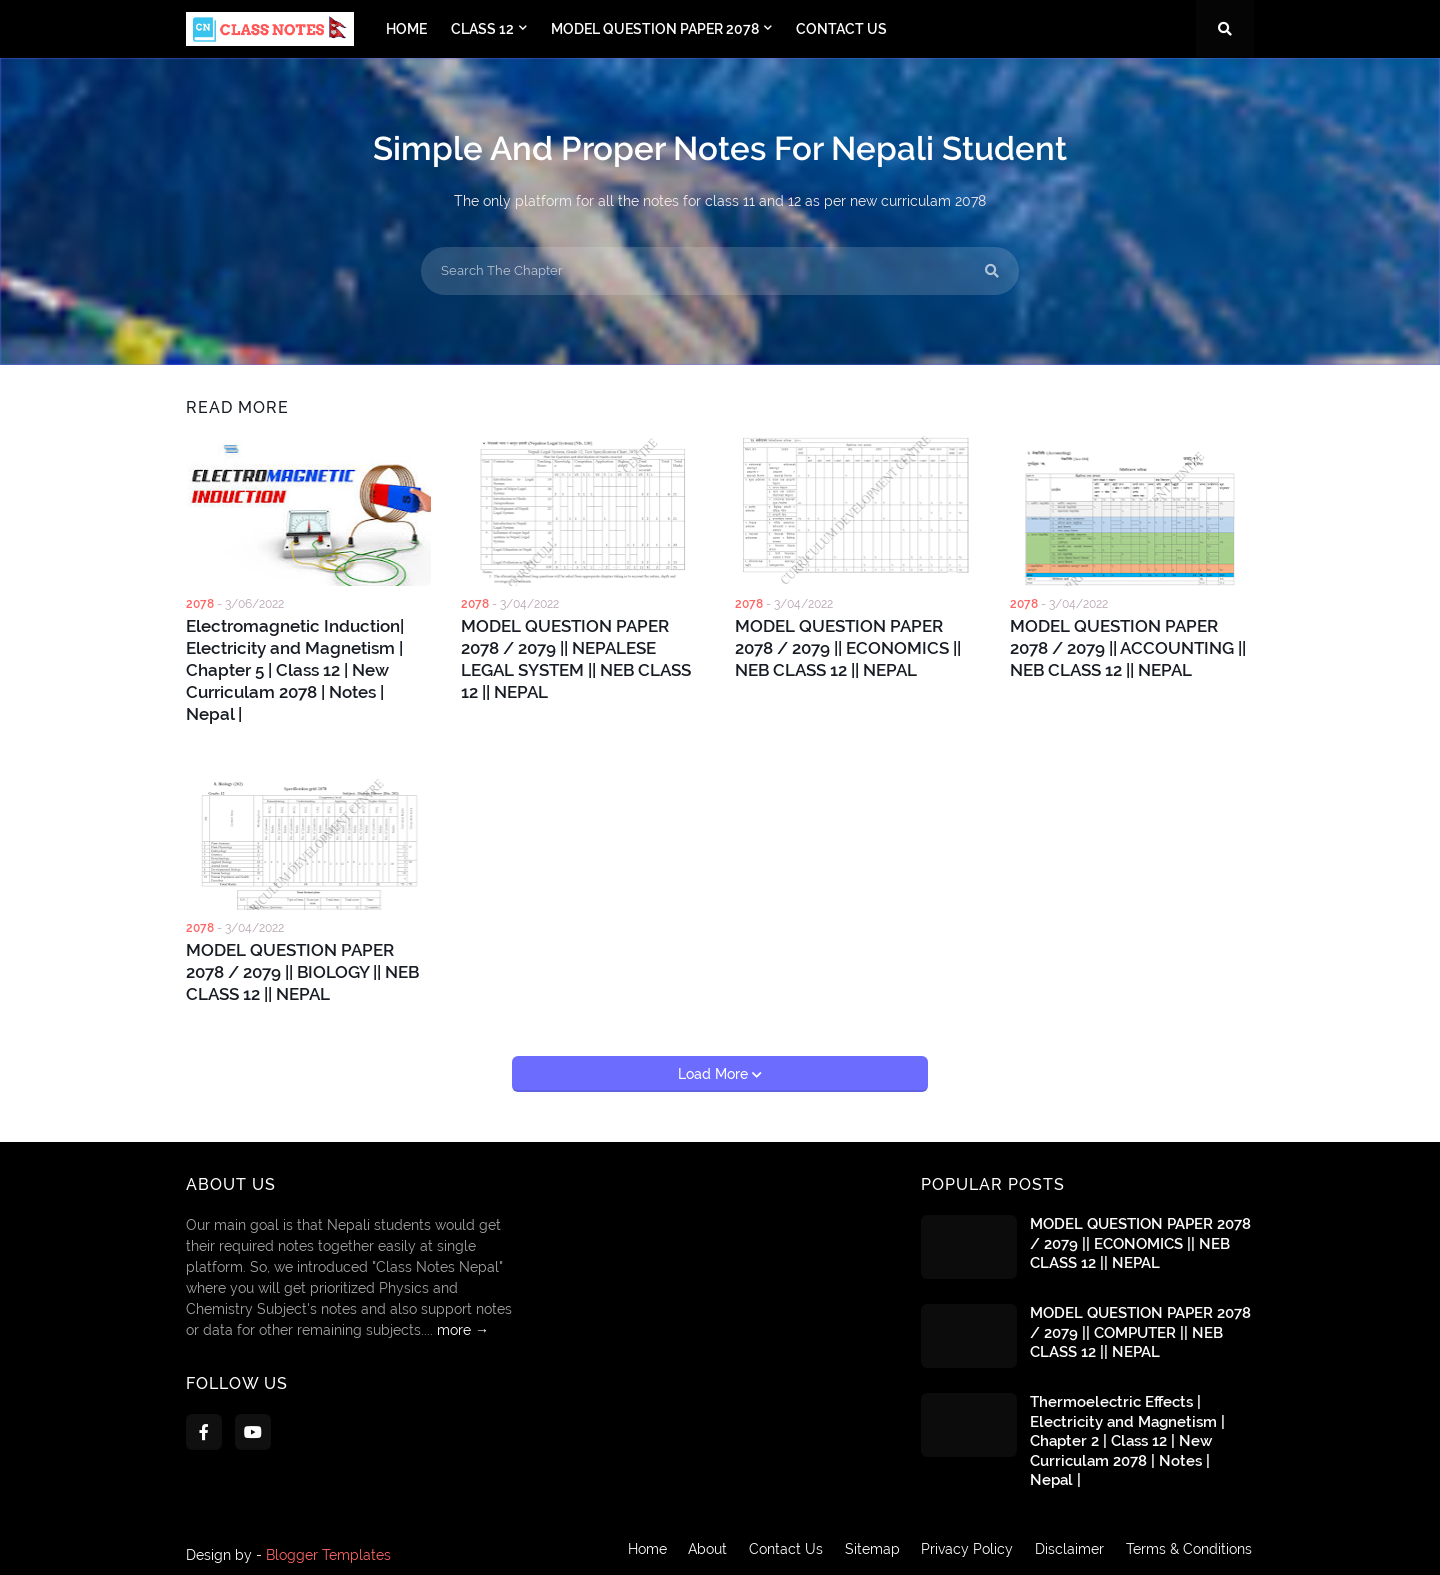 CN CLASS NOTES
HOME
CLASS 12
MODEL QUESTION PAPER 2078
CONTACT US
Simple And Proper Notes For Nepali Student
The only platform for all the notes for class 11 and 12 as per new curriculam 2078
Search The Chapter
READ MORE
ELECTROMAGNETIC
INDUCTION
2078 - 3/06/2022
Electromagnetic Induction|
Electricity and Magnetism |
Chapter 5 | Class 12 | New
Curriculam 2078 | Notes |
Nepal |
2078 - 3/04/2022
MODEL QUESTION PAPER
2078 / 2079 || NEPALESE
LEGAL SYSTEM || NEB CLASS
12 || NEPAL
CURRICULUM DEVELOPMENT CENTRE
2078 - 3/04/2022
MODEL QUESTION PAPER
2078 / 2079 || ECONOMICS ||
NEB CLASS 12 || NEPAL
2078 - 3/04/2022
MODEL QUESTION PAPER
2078 / 2079 || ACCOUNTING ||
NEB CLASS 12 || NEPAL
2078 - 3/04/2022
MODEL QUESTION PAPER
2078 / 2079 || BIOLOGY || NEB
CLASS 12 || NEPAL
Load More
ABOUT US
Our main goal is that Nepali students would get
their required notes together easily at single
platform. So, we introduced "Class Notes Nepal"
where you will get prioritized Physics and
Chemistry Subject's notes and also support notes
or data for other remaining subjects.... more →
FOLLOW US
POPULAR POSTS
MODEL QUESTION PAPER 2078
/ 2079 || ECONOMICS || NEB
CLASS 12 || NEPAL
MODEL QUESTION PAPER 2078
/ 2079 || COMPUTER || NEB
CLASS 12 || NEPAL
Thermoelectric Effects |
Electricity and Magnetism |
Chapter 2 | Class 12 | New
Curriculam 2078 | Notes |
Nepal |
Design by - Blogger Templates
Home
About
Contact Us
Sitemap
Privacy Policy
Disclaimer
Terms & Conditions